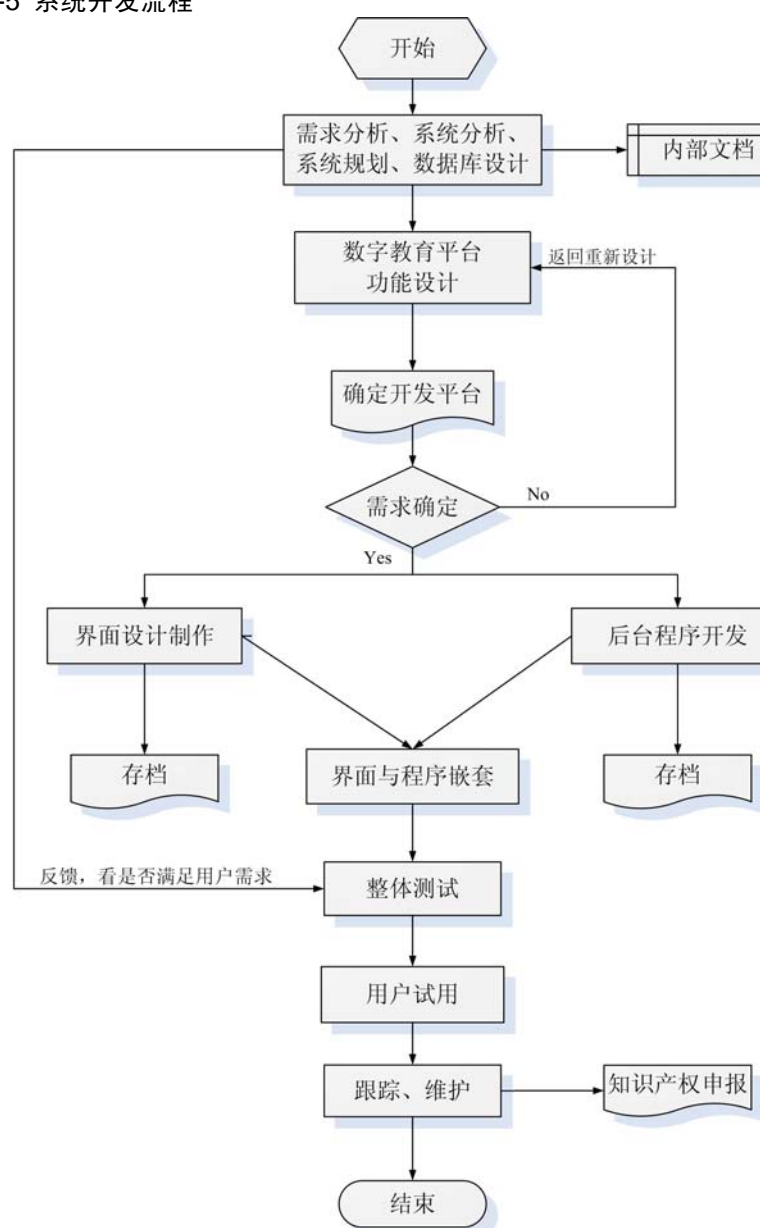 -5 系统开发流程
开始
需求分析、系统分析、
系统规划、数据库设计
内部文档
数字教育平台
功能设计
返回重新设计
确定开发平台
需求确定
No
Yes
界面设计制作
后台程序开发
存档
界面与程序嵌套
存档
反馈，看是否满足用户需求
整体测试
用户试用
跟踪、维护
知识产权申报
结束